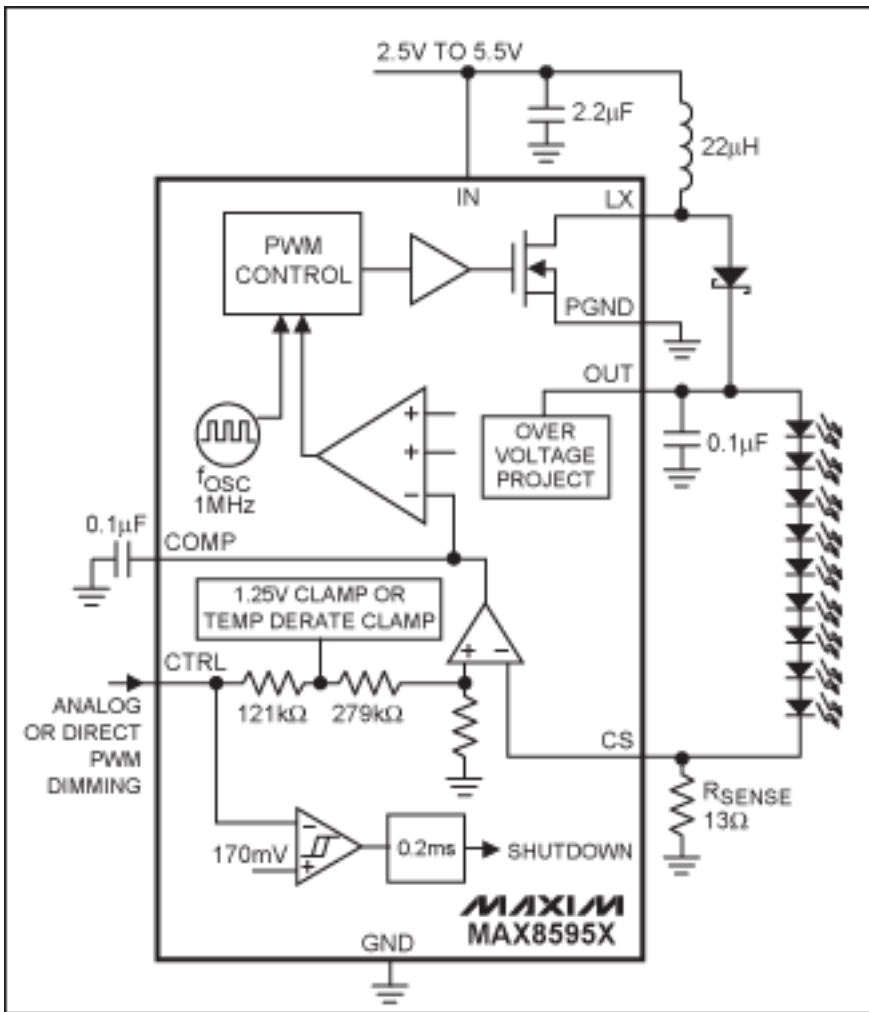 2.5V TO 5.5V
2.2μF
22μH
IN
LX
PWM
CONTROL
PGND
OUT
OVER
VOLTAGE
PROJECT
0.1μF
+
+
−
fOSC
1MHz
0.1μF
COMP
1.25V CLAMP OR
TEMP DERATE CLAMP
+ −
CTRL
121kΩ
279kΩ
ANALOG
OR DIRECT
PWM
DIMMING
CS
RSENSE
13Ω
−
170mV
+
0.2ms
SHUTDOWN
MAXIM
MAX8595X
GND